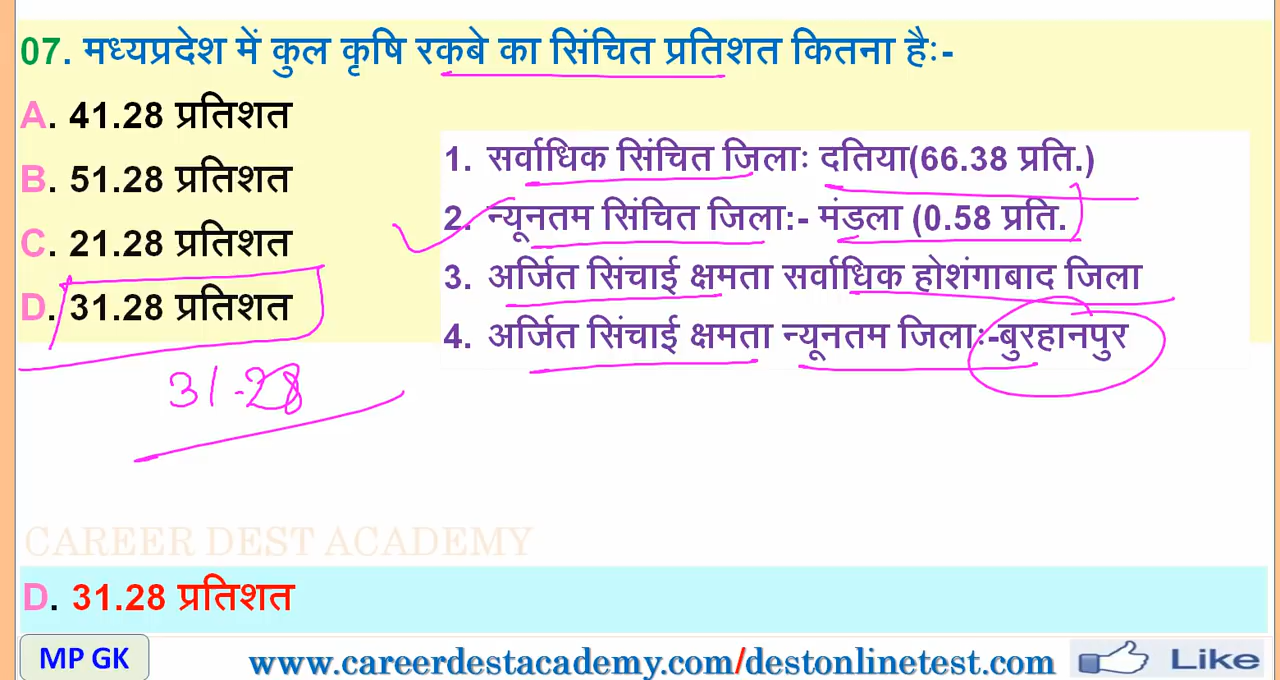 07. मध्यप्रदेश में कुल कृषि रकबे का सिंचित प्रतिशत कितना हैः-
A. 41.28 प्रतिशत
B. 51.28 प्रतिशत
C. 21.28 प्रतिशत
D. 31.28 प्रतिशत
31.28
1. सर्वाधिक सिंचित जिलाः दतिया(66.38 प्रति.)
2. न्यूनतम सिंचित जिला:- मंडला (0.58 प्रति.
3. अर्जित सिंचाई क्षमता सर्वाधिक होशंगाबाद जिला
4. अर्जित सिंचाई क्षमता न्यूनतम जिलाः-बुरहानपुर
CAREER DEST ACADEMY
D. 31.28 प्रतिशत
MP GK
www.careerdestacademy.com/destonlinetest.com
Like